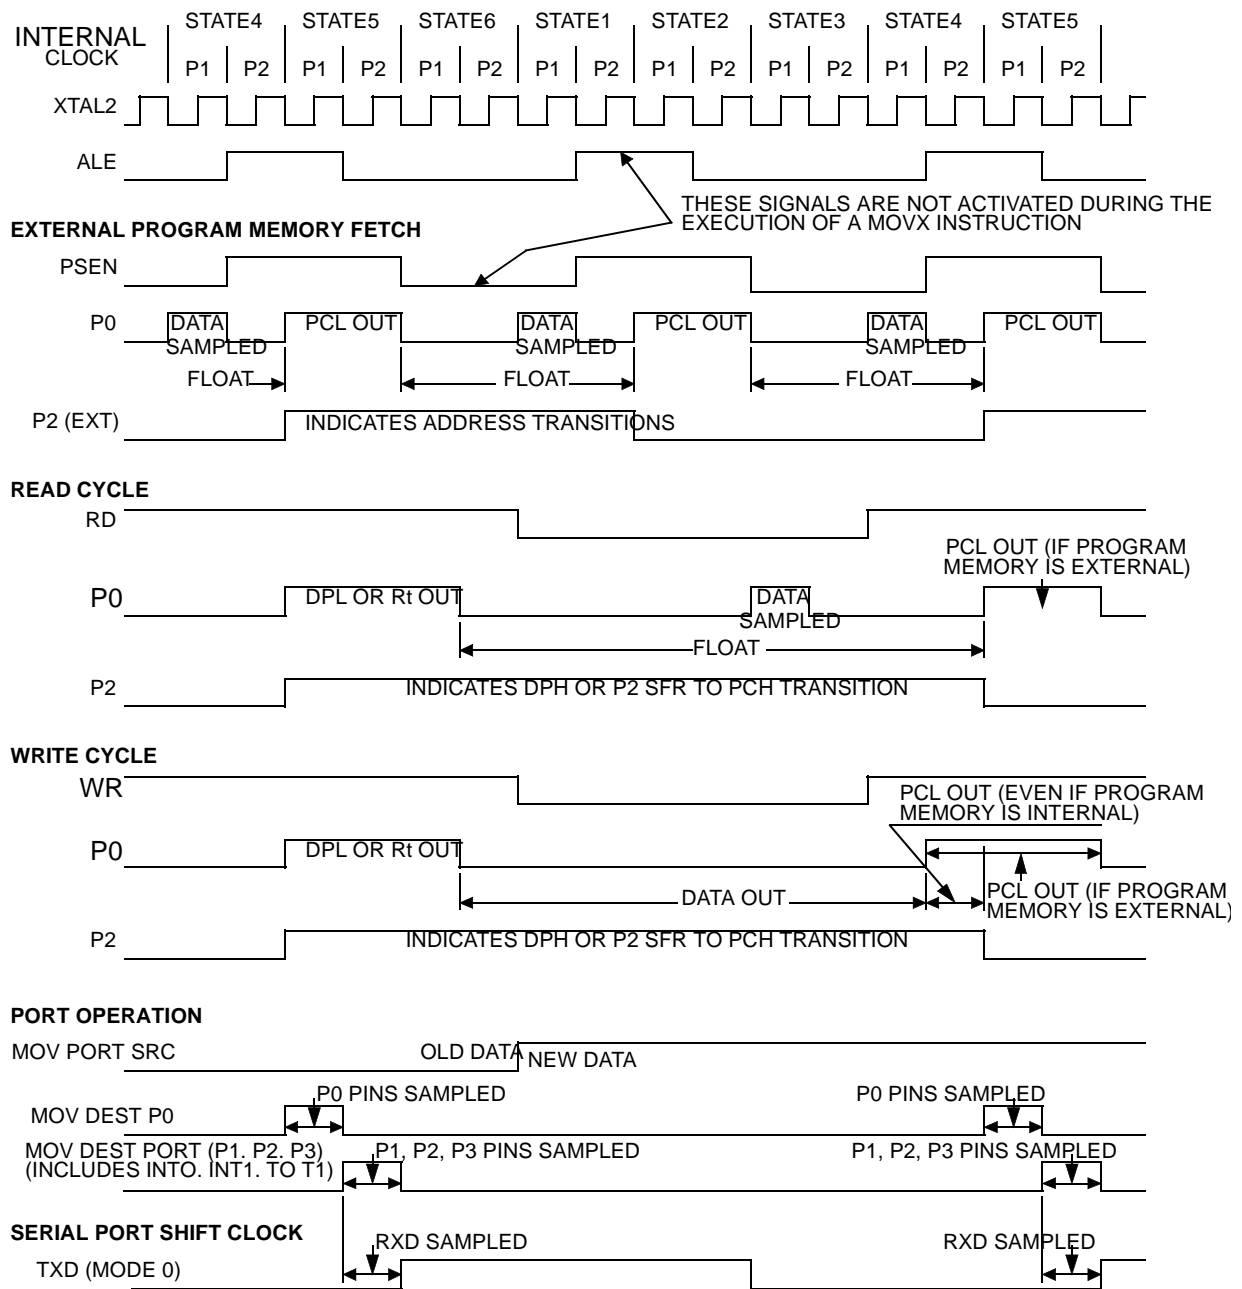 INTERNAL CLOCK
STATE4 STATE5 STATE6 STATE1 STATE2 STATE3 STATE4 STATE5
P1 P2 P1 P2 P1 P2 P1 P2 P1 P2 P1 P2 P1 P2 P1 P2
XTAL2
ALE
THESE SIGNALS ARE NOT ACTIVATED DURING THE
EXECUTION OF A MOVX INSTRUCTION
EXTERNAL PROGRAM MEMORY FETCH
PSEN
P0 DATA PCL OUT DATA PCL OUT DATA PCL OUT
SAMPLED SAMPLED SAMPLED
FLOAT FLOAT FLOAT
P2 (EXT) INDICATES ADDRESS TRANSITIONS
READ CYCLE
RD
PCL OUT (IF PROGRAM
MEMORY IS EXTERNAL)
P0 DPL OR Rt OUT DATA
SAMPLED
FLOAT
P2 INDICATES DPH OR P2 SFR TO PCH TRANSITION
WRITE CYCLE
WR
PCL OUT (EVEN IF PROGRAM
MEMORY IS INTERNAL)
P0 DPL OR Rt OUT
DATA OUT
PCL OUT (IF PROGRAM
MEMORY IS EXTERNAL)
P2 INDICATES DPH OR P2 SFR TO PCH TRANSITION
PORT OPERATION
MOV PORT SRC OLD DATA NEW DATA
P0 PINS SAMPLED P0 PINS SAMPLED
MOV DEST P0
MOV DEST PORT (P1. P2. P3) P1, P2, P3 PINS SAMPLED P1, P2, P3 PINS SAMPLED
(INCLUDES INTO. INT1. TO T1)
SERIAL PORT SHIFT CLOCK
RXD SAMPLED RXD SAMPLED
TXD (MODE 0)